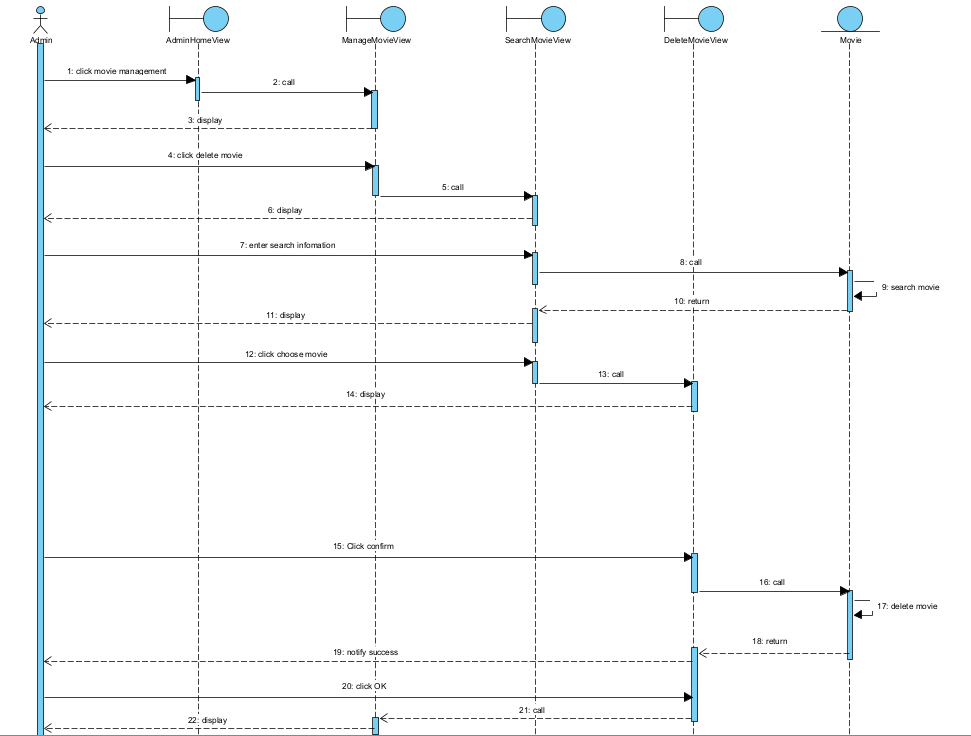 Admin
AdminHomeView
ManageMovieView
SearchMovieView
DeleteMovieView
Movie
1: click movie management
2: call
3: display
4: click delete movie
5: call
6: display
7: enter search infomation
8: call
9: search movie
10: return
11: display
12: click choose movie
13: call
14: display
15: Click confirm
16: call
17: delete movie
18: return
19: notify success
20: click OK
21: call
22: display